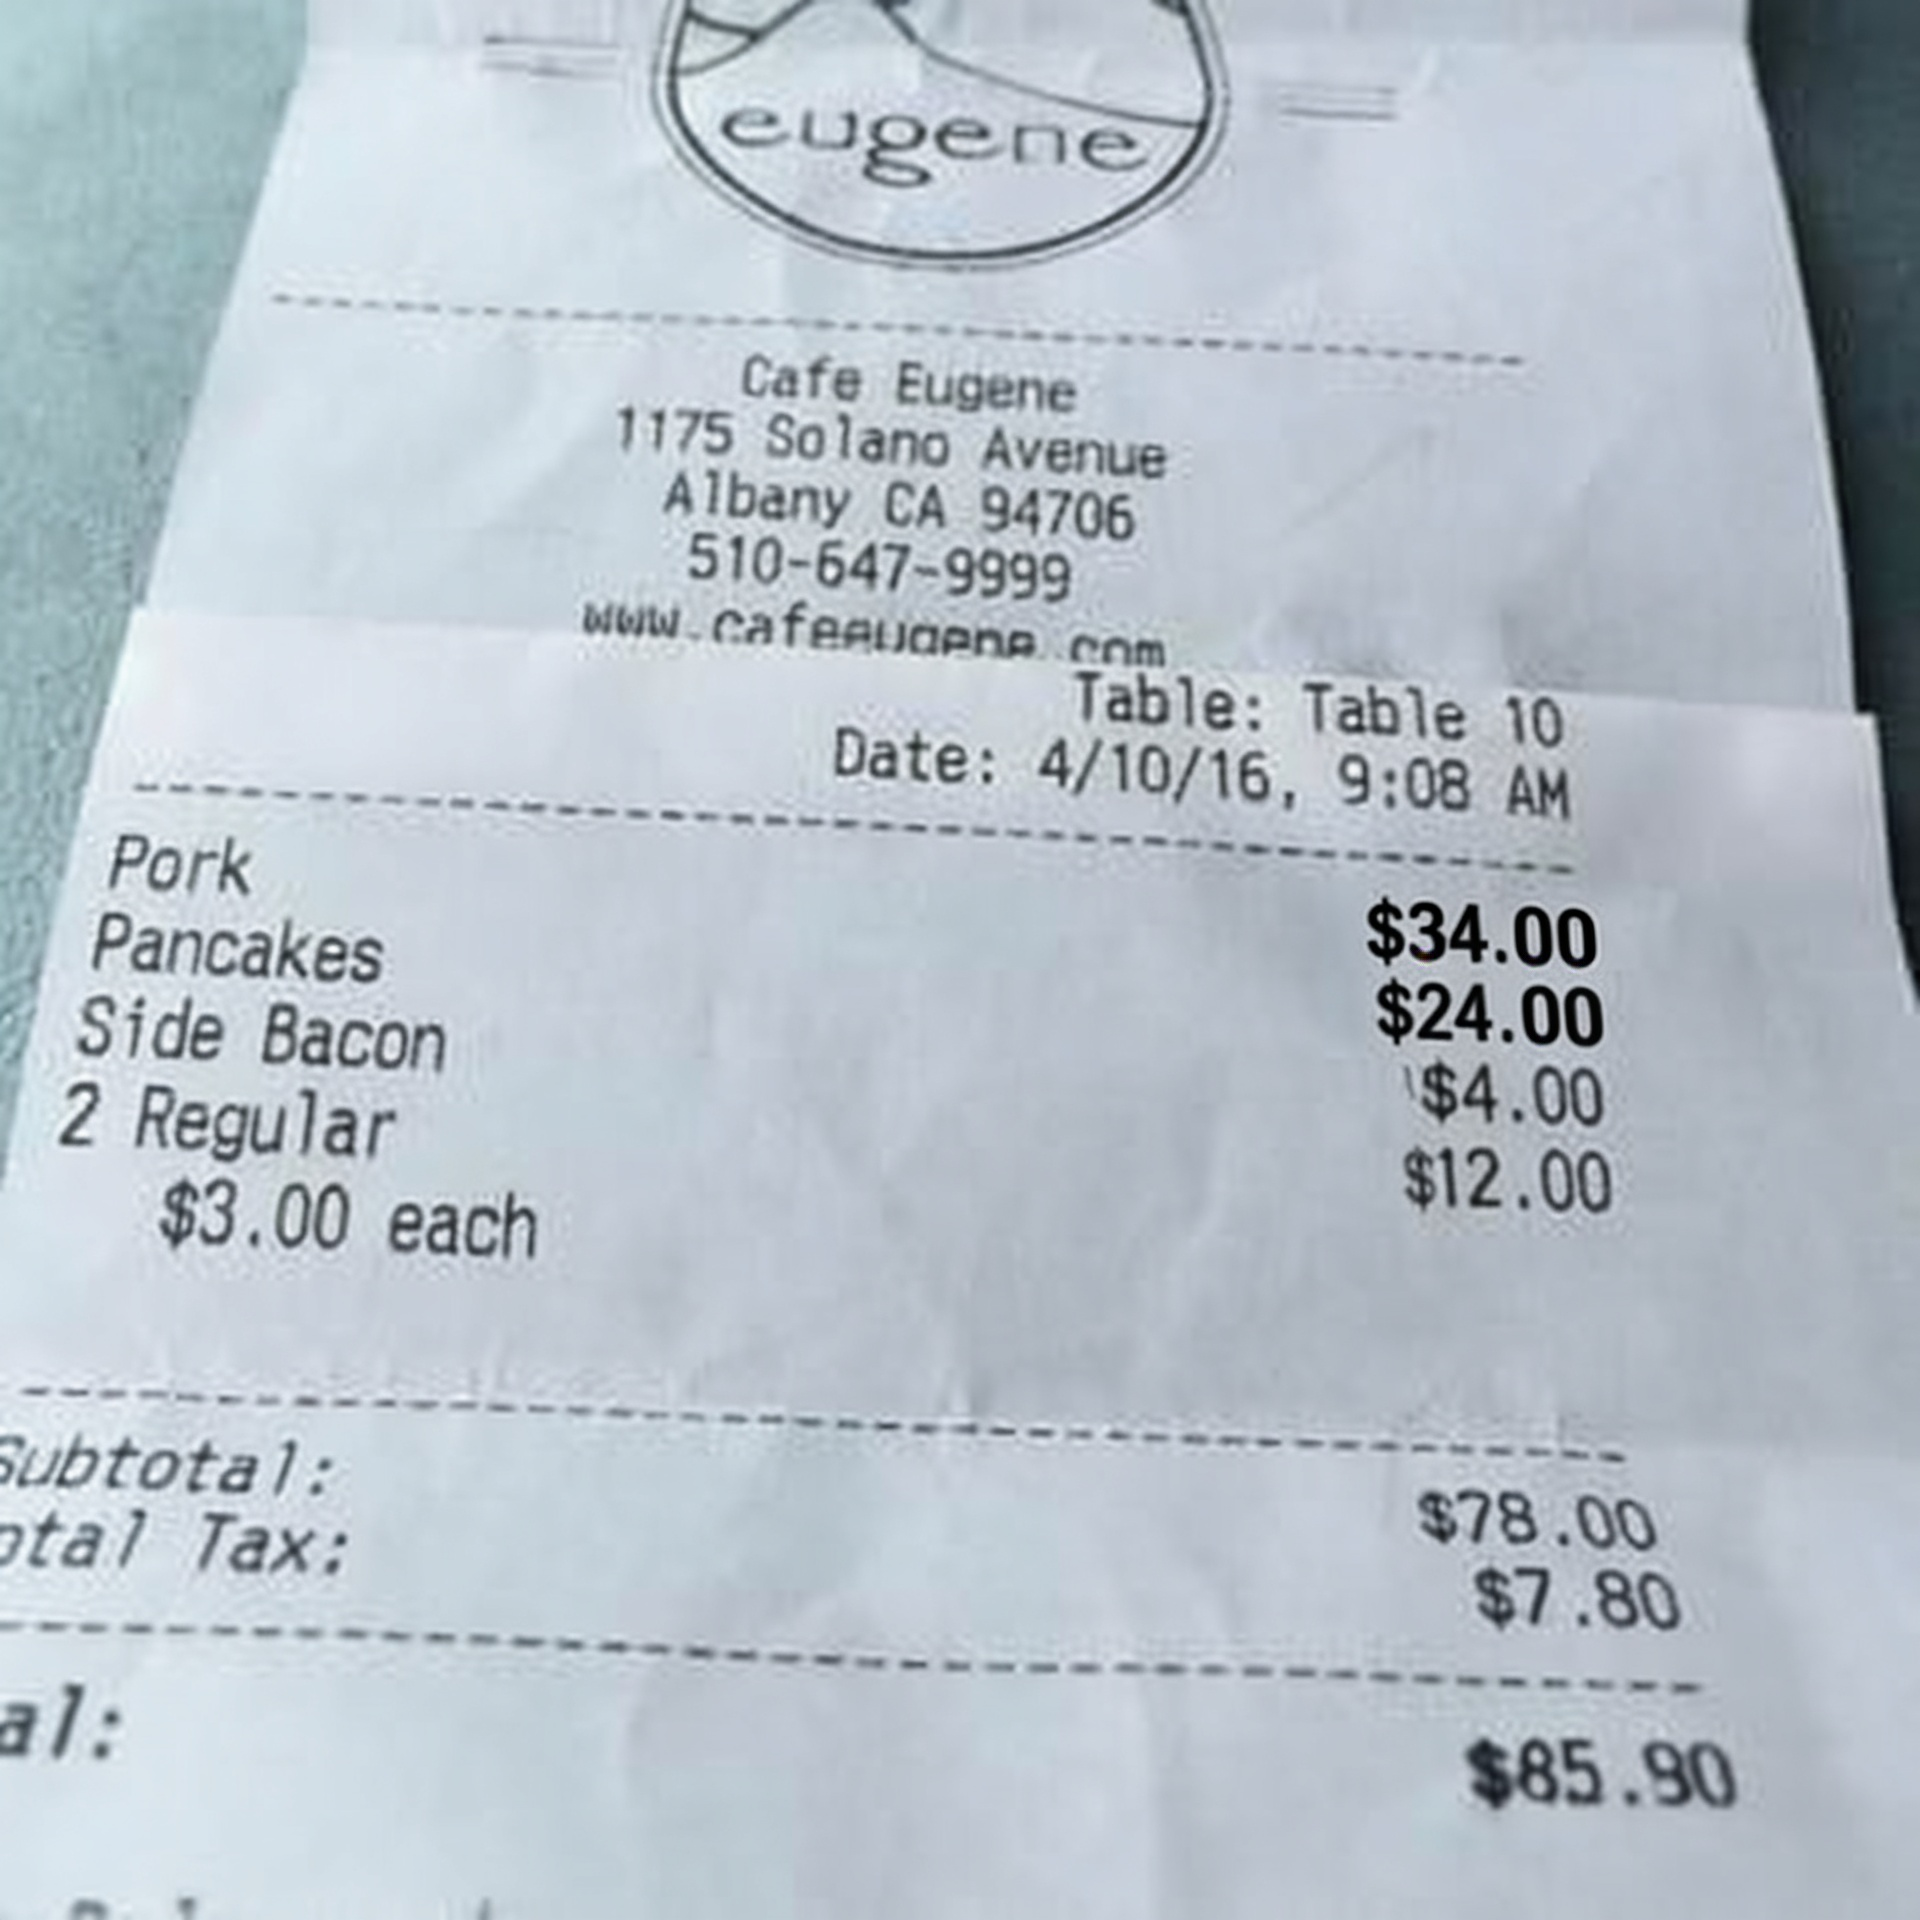 eugene
Cafe Eugene
1175 Solano Avenue
Albany CA 94706
510-647-9999
www.cafeeugene.com
Table: Table 10
Date: 4/10/16, 9:08 AM
Pork $34.00
Pancakes $24.00
Side Bacon $4.00
2 Regular $12.00
$3.00 each
Subtotal: $78.00
otal Tax: $7.80
al: $85.90